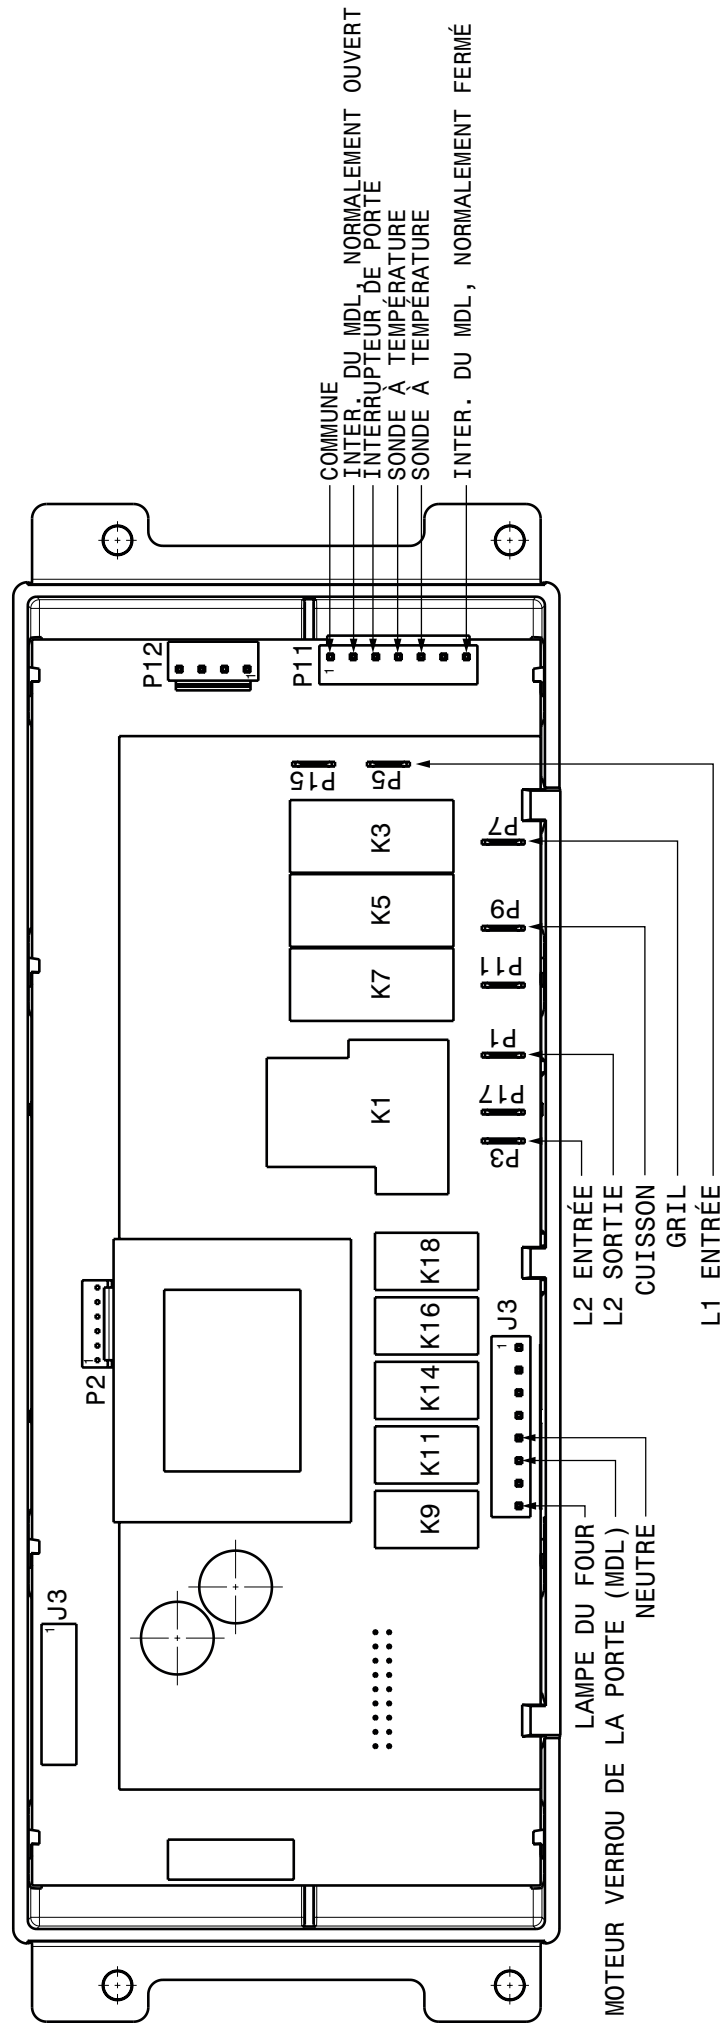 COMMUNE
INTER. DU MDL, NORMALEMENT OUVERT
INTERRUPTEUR DE PORTE
SONDE À TEMPÉRATURE
SONDE À TEMPÉRATURE
INTER. DU MDL, NORMALEMENT FERMÉ
P12
1
P11
1
P15
P5
K3
K5
K7
K1
P7
P9
P11
P1
P17
P3
P2
1
K18
K16
K14
K11
K9
J3
1
J3
1
L2 ENTRÉE
L2 SORTIE
CUISSON
GRIL
L1 ENTRÉE
LAMPE DU FOUR
MOTEUR VERROU DE LA PORTE (MDL)
NEUTRE